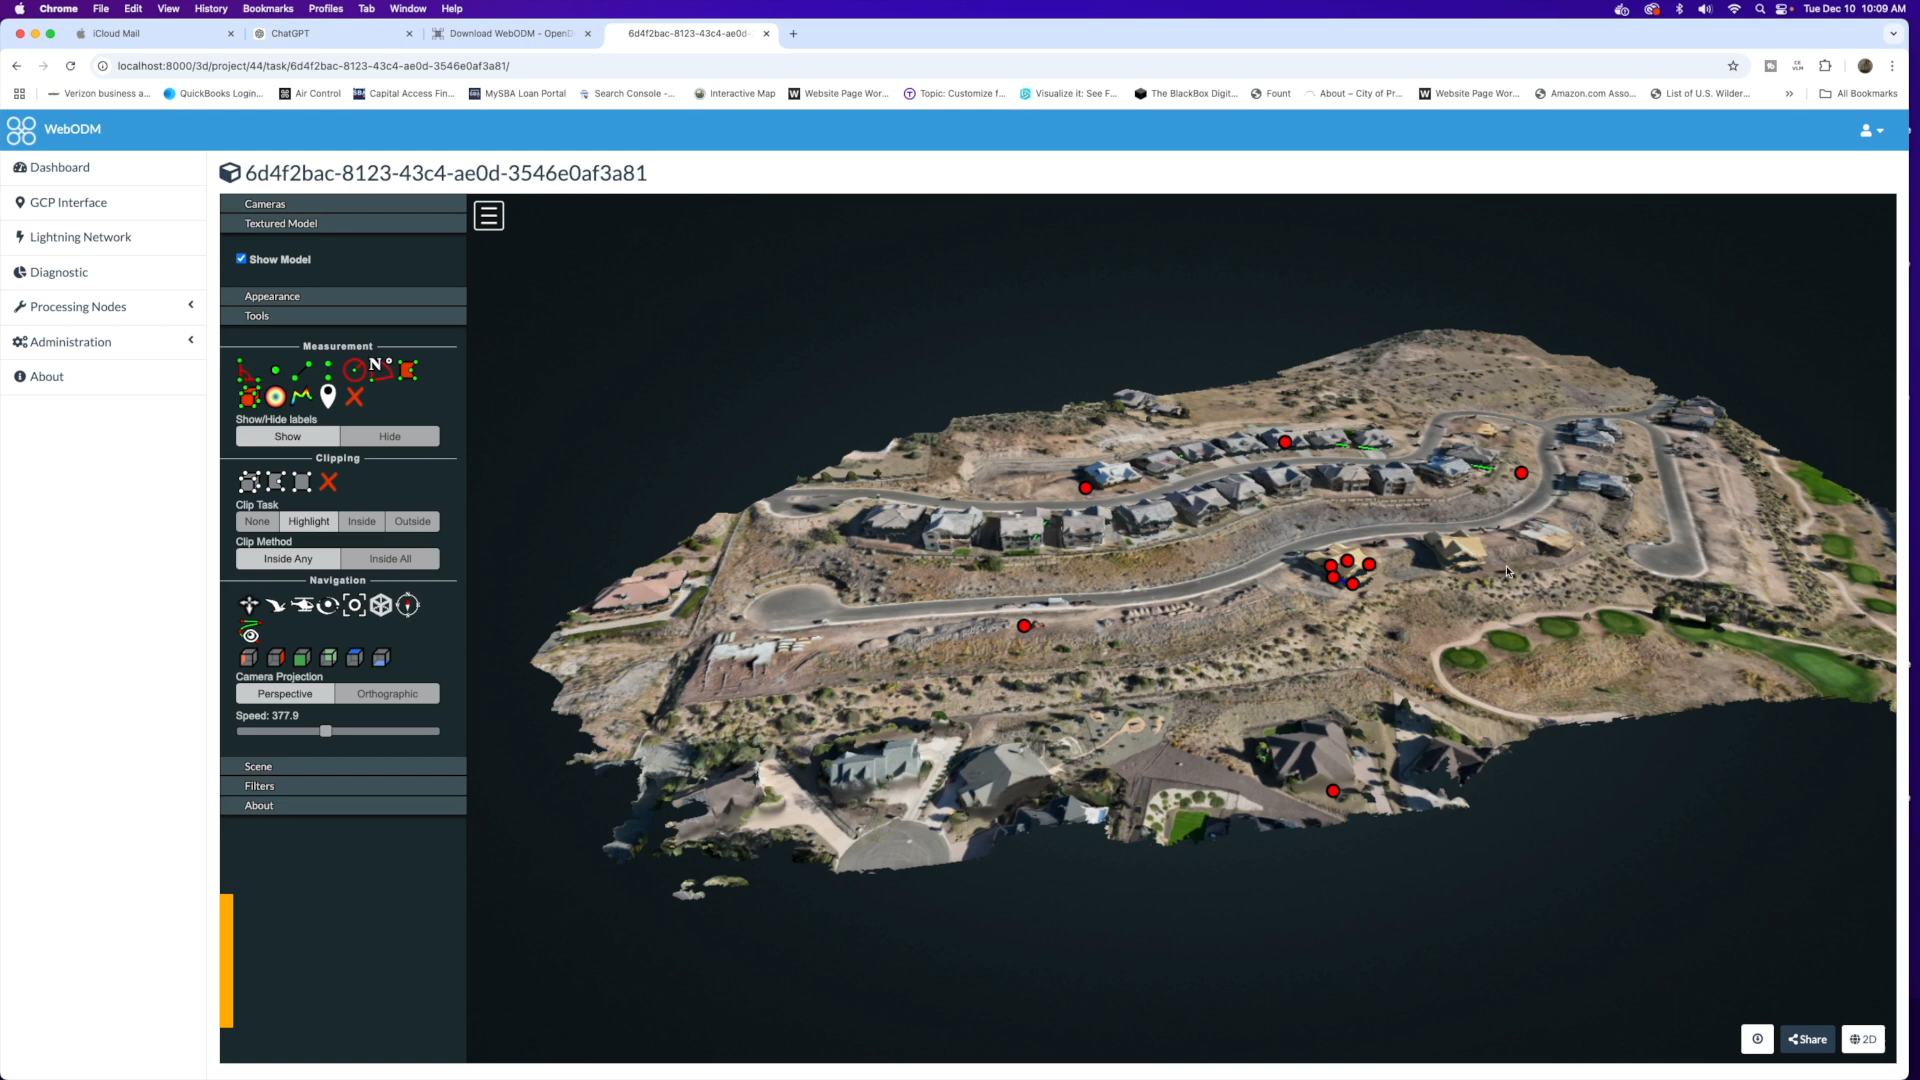 Chrome File Edit View History Bookmarks Profiles Tab Window Help Tue Dec 10 10:09 AM
iCloud Mail ChatGPT Download WebODM - OpenD 6d4f2bac-8123-43c4-ae0d-
localhost:8000/3d/project/44/task/6d4f2bac-8123-43c4-ae0d-3546e0af3a81/
Verizon business a... QuickBooks Login... Air Control Capital Access Fin... MySBA Loan Portal Search Console -... Interactive Map Website Page Wor... Topic: Customize f... Visualize it: See F... The BlackBox Digit... Fount About – City of Pr... Website Page Wor... Amazon.com Asso... List of U.S. Wilder... All Bookmarks
WebODM
Dashboard
GCP Interface
Lightning Network
Diagnostic
Processing Nodes
Administration
About
6d4f2bac-8123-43c4-ae0d-3546e0af3a81
Cameras
Textured Model
Show Model
Appearance
Tools
Measurement
N°
Show/Hide labels
Show Hide
Clipping
Clip Task
None Highlight Inside Outside
Clip Method
Inside Any Inside All
Navigation
Camera Projection
Perspective Orthographic
Speed: 377.9
Scene
Filters
About
Share
2D